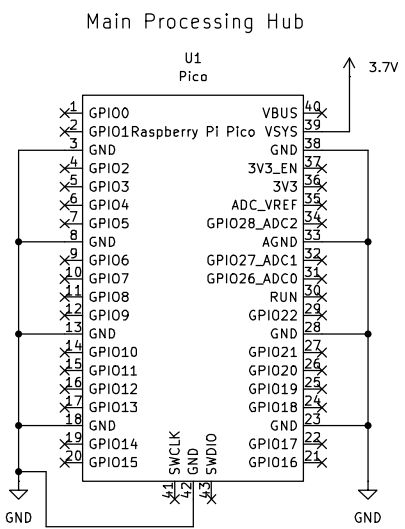 Main Processing Hub
U1
Pico
3.7V
1 GPIO0 VBUS 40
2 GPIO1 Raspberry Pi Pico VSYS 39
3 GND GND 38
4 GPIO2 3V3_EN 37
5 GPIO3 3V3 36
6 GPIO4 ADC_VREF 35
7 GPIO5 GPIO28_ADC2 34
8 GND AGND 33
9 GPIO6 GPIO27_ADC1 32
10 GPIO7 GPIO26_ADC0 31
11 GPIO8 RUN 30
12 GPIO9 GPIO22 29
13 GND GND 28
14 GPIO10 GPIO21 27
15 GPIO11 GPIO20 26
16 GPIO12 GPIO19 25
17 GPIO13 GPIO18 24
18 GND GND 23
19 GPIO14 GPIO17 22
20 GPIO15 GPIO16 21
SWCLK GND SWDIO
41 42 43
GND GND